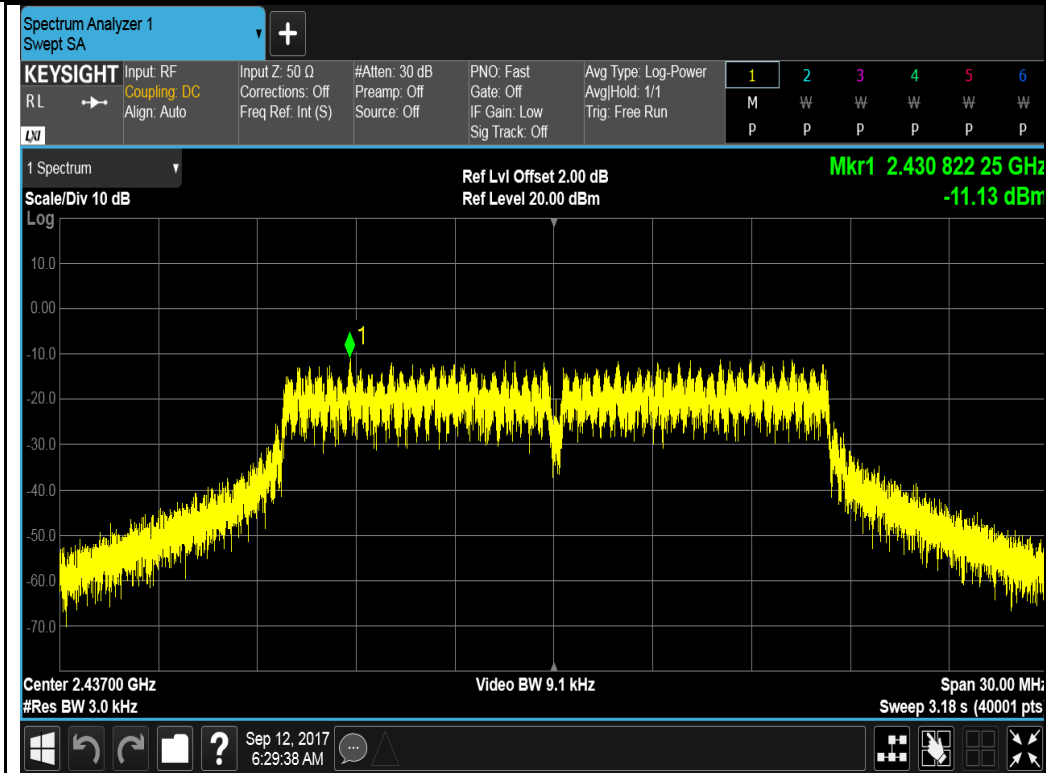 Spectrum Analyzer 1
Swept SA
+
KEYSIGHT
RL
LXI
Input: RF
Coupling: DC
Align: Auto
Input Z: 50 Ω
Corrections: Off
Freq Ref: Int (S)
#Atten: 30 dB
Preamp: Off
Source: Off
PNO: Fast
Gate: Off
IF Gain: Low
Sig Track: Off
Avg Type: Log-Power
Avg|Hold: 1/1
Trig: Free Run
1 2 3 4 5 6
M W W W W W
P P P P P P
1 Spectrum
Scale/Div 10 dB
Ref Lvl Offset 2.00 dB
Ref Level 20.00 dBm
Mkr1 2.430 822 25 GHz
-11.13 dBm
Log
10.0
0.00
-10.0
-20.0
-30.0
-40.0
-50.0
-60.0
-70.0
1
Center 2.43700 GHz
#Res BW 3.0 kHz
Video BW 9.1 kHz
Span 30.00 MHz
Sweep 3.18 s (40001 pts
?
Sep 12, 2017
6:29:38 AM